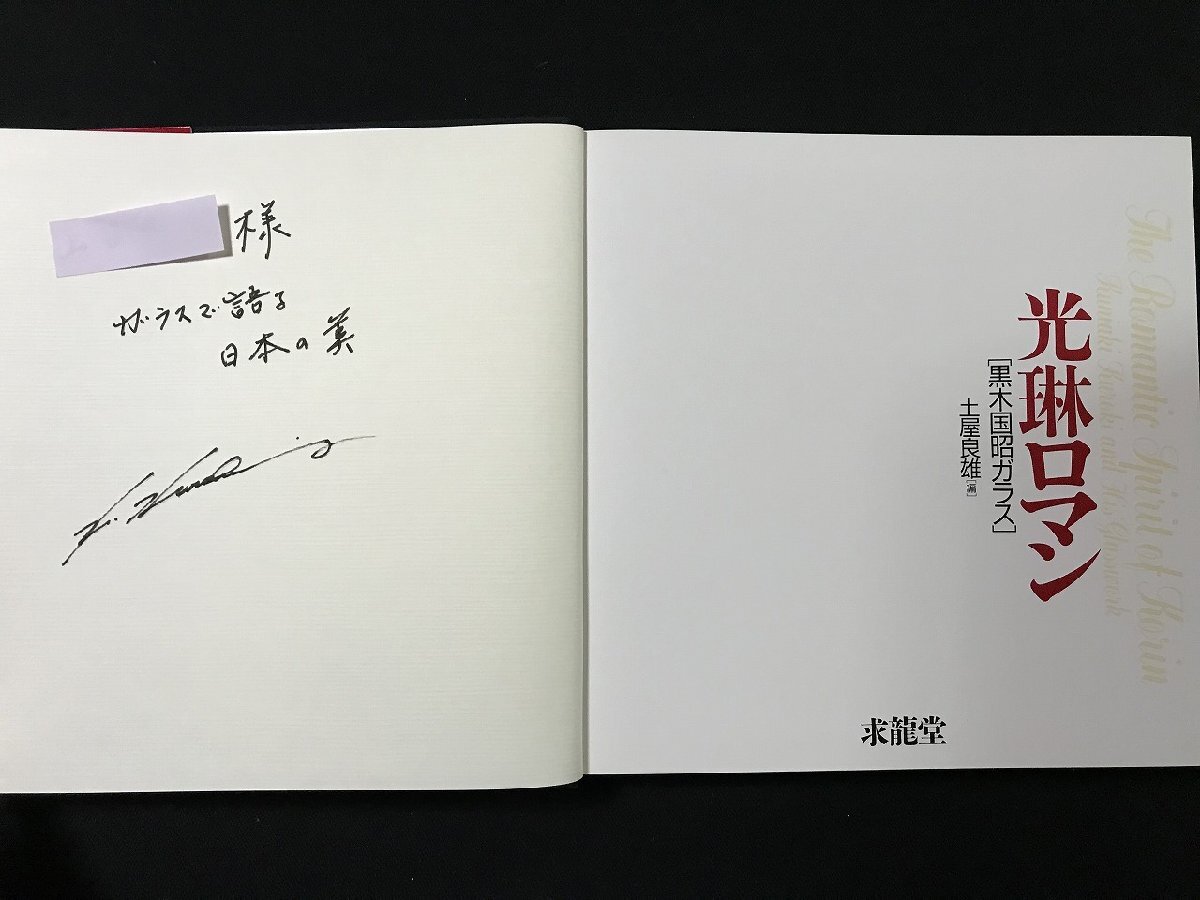 様
ガラスで語る
日本の美
The Romantic Spirit of Korin
Kuniaki Kuroki and His Glasswork
光琳ロマン
[黒木国昭ガラス]
土屋良雄[編]
求龍堂